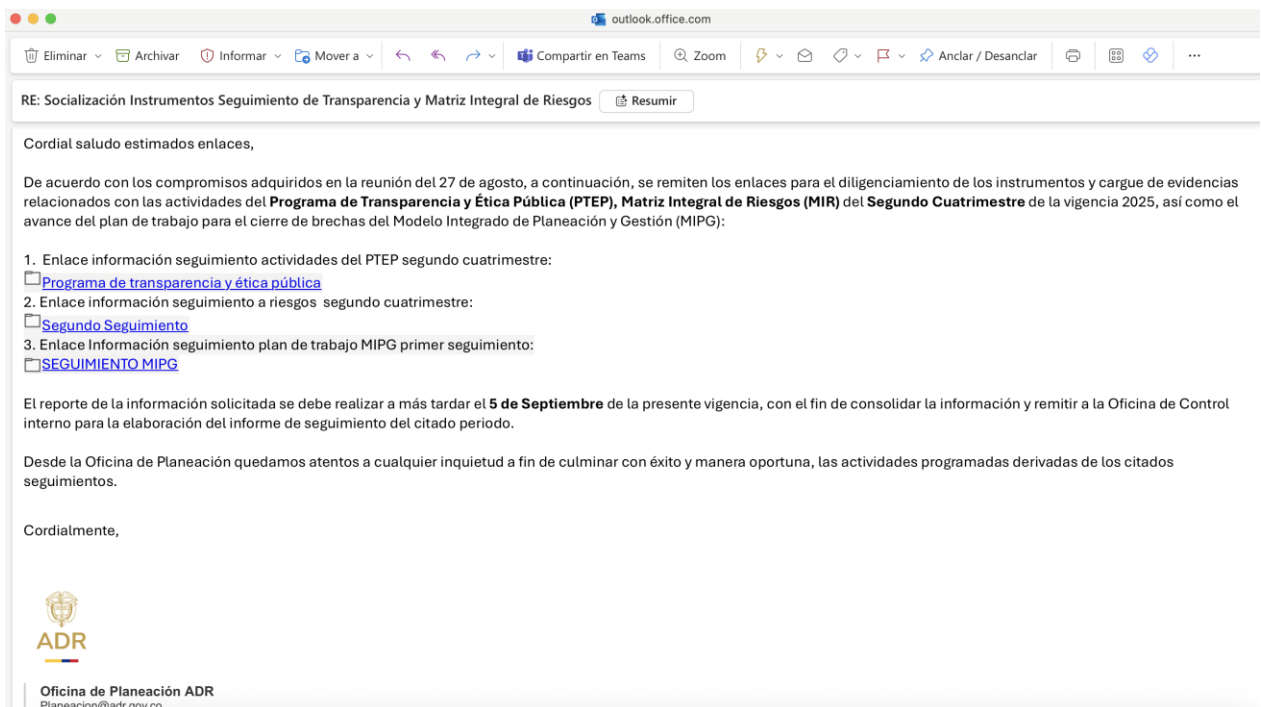 outlook.office.com
Eliminar Archivar Informar Mover a Compartir en Teams Zoom Anclar / Desanclar ...
RE: Socialización Instrumentos Seguimiento de Transparencia y Matriz Integral de Riesgos Resumir
Cordial saludo estimados enlaces,
De acuerdo con los compromisos adquiridos en la reunión del 27 de agosto, a continuación, se remiten los enlaces para el diligenciamiento de los instrumentos y cargue de evidencias
relacionados con las actividades del Programa de Transparencia y Ética Pública (PTEP), Matriz Integral de Riesgos (MIR) del Segundo Cuatrimestre de la vigencia 2025, así como el
avance del plan de trabajo para el cierre de brechas del Modelo Integrado de Planeación y Gestión (MIPG):
1. Enlace información seguimiento actividades del PTEP segundo cuatrimestre:
Programa de transparencia y ética pública
2. Enlace información seguimiento a riesgos segundo cuatrimestre:
Segundo Seguimiento
3. Enlace Información seguimiento plan de trabajo MIPG primer seguimiento:
SEGUIMIENTO MIPG
El reporte de la información solicitada se debe realizar a más tardar el 5 de Septiembre de la presente vigencia, con el fin de consolidar la información y remitir a la Oficina de Control
interno para la elaboración del informe de seguimiento del citado periodo.
Desde la Oficina de Planeación quedamos atentos a cualquier inquietud a fin de culminar con éxito y manera oportuna, las actividades programadas derivadas de los citados
seguimientos.
Cordialmente,
ADR
Oficina de Planeación ADR
Planeacion@adr.gov.co